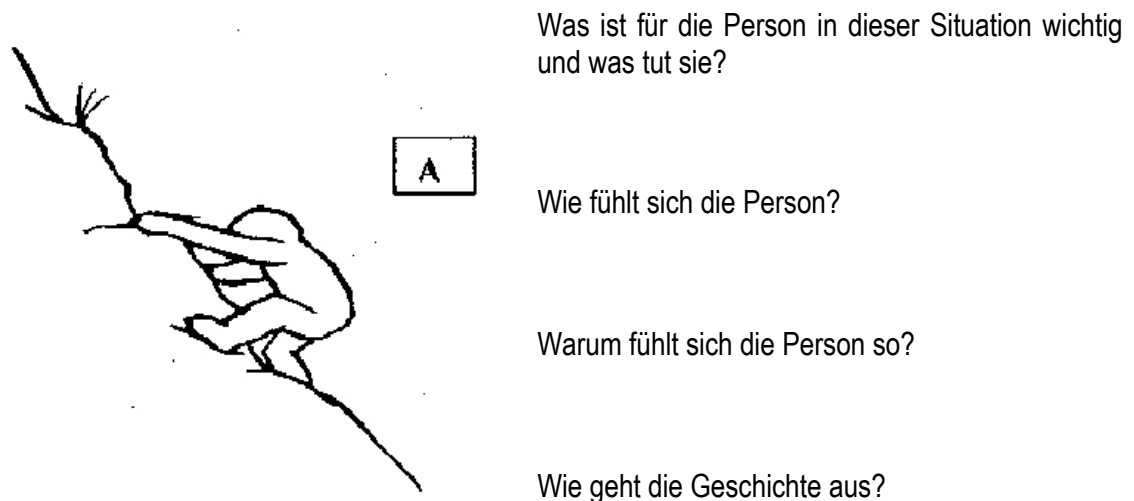 Was ist für die Person in dieser Situation wichtig
und was tut sie?
A
Wie fühlt sich die Person?
Warum fühlt sich die Person so?
Wie geht die Geschichte aus?